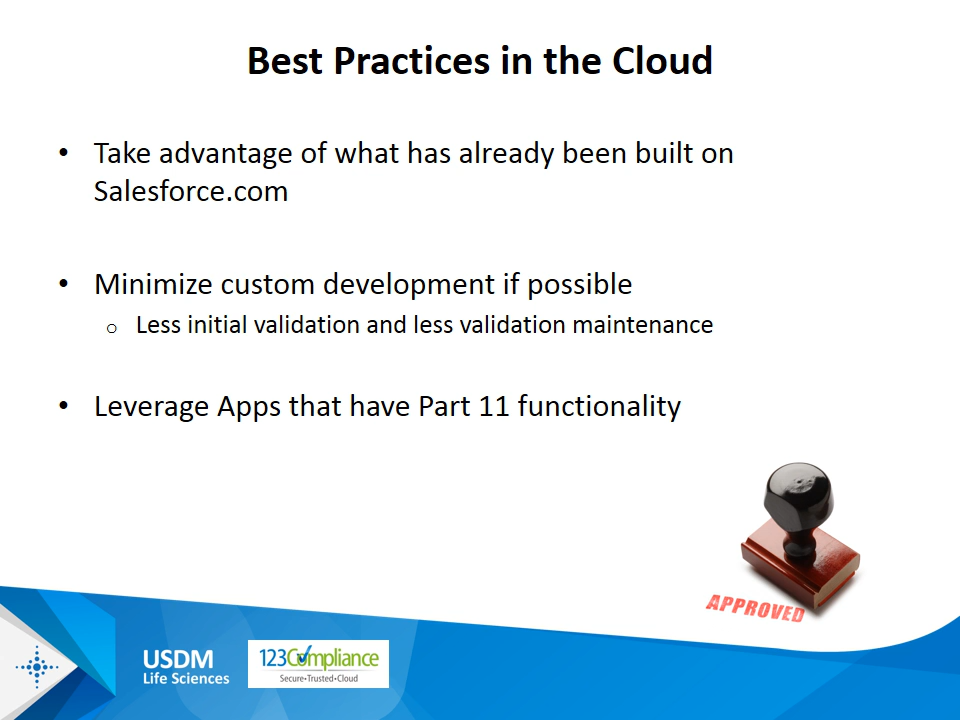 Best Practices in the Cloud
• Take advantage of what has already been built on
Salesforce.com
• Minimize custom development if possible
o Less initial validation and less validation maintenance
• Leverage Apps that have Part 11 functionality
APPROVED
USDM
Life Sciences
123Compliance
Secure•Trusted•Cloud